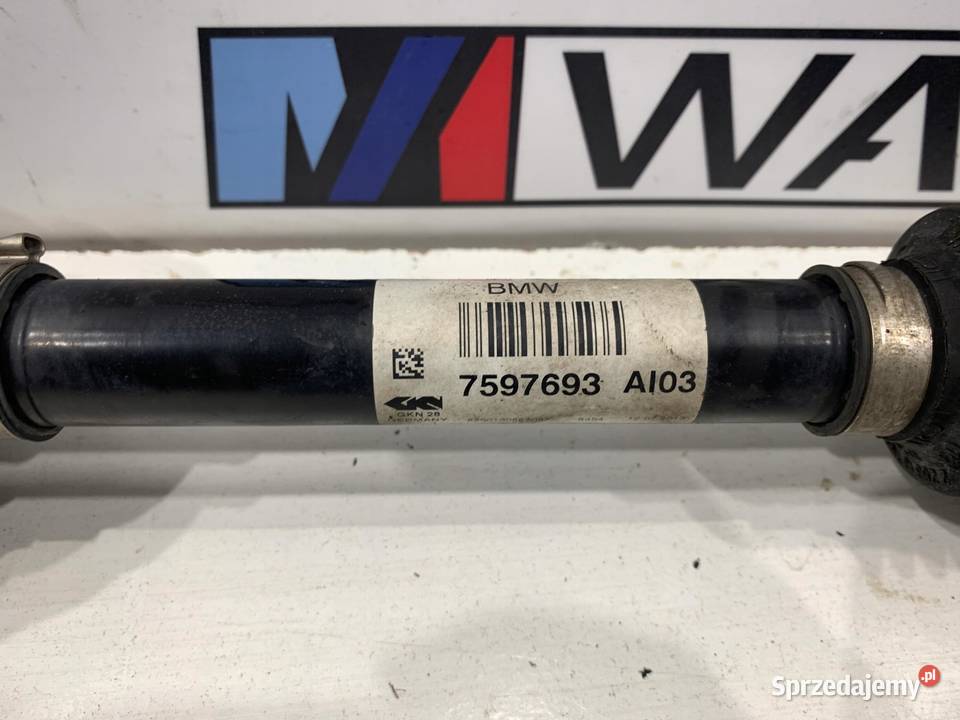 WA
BMW
7597693 AI03
GKN 28
GERMANY
Sprzedajemy.pl